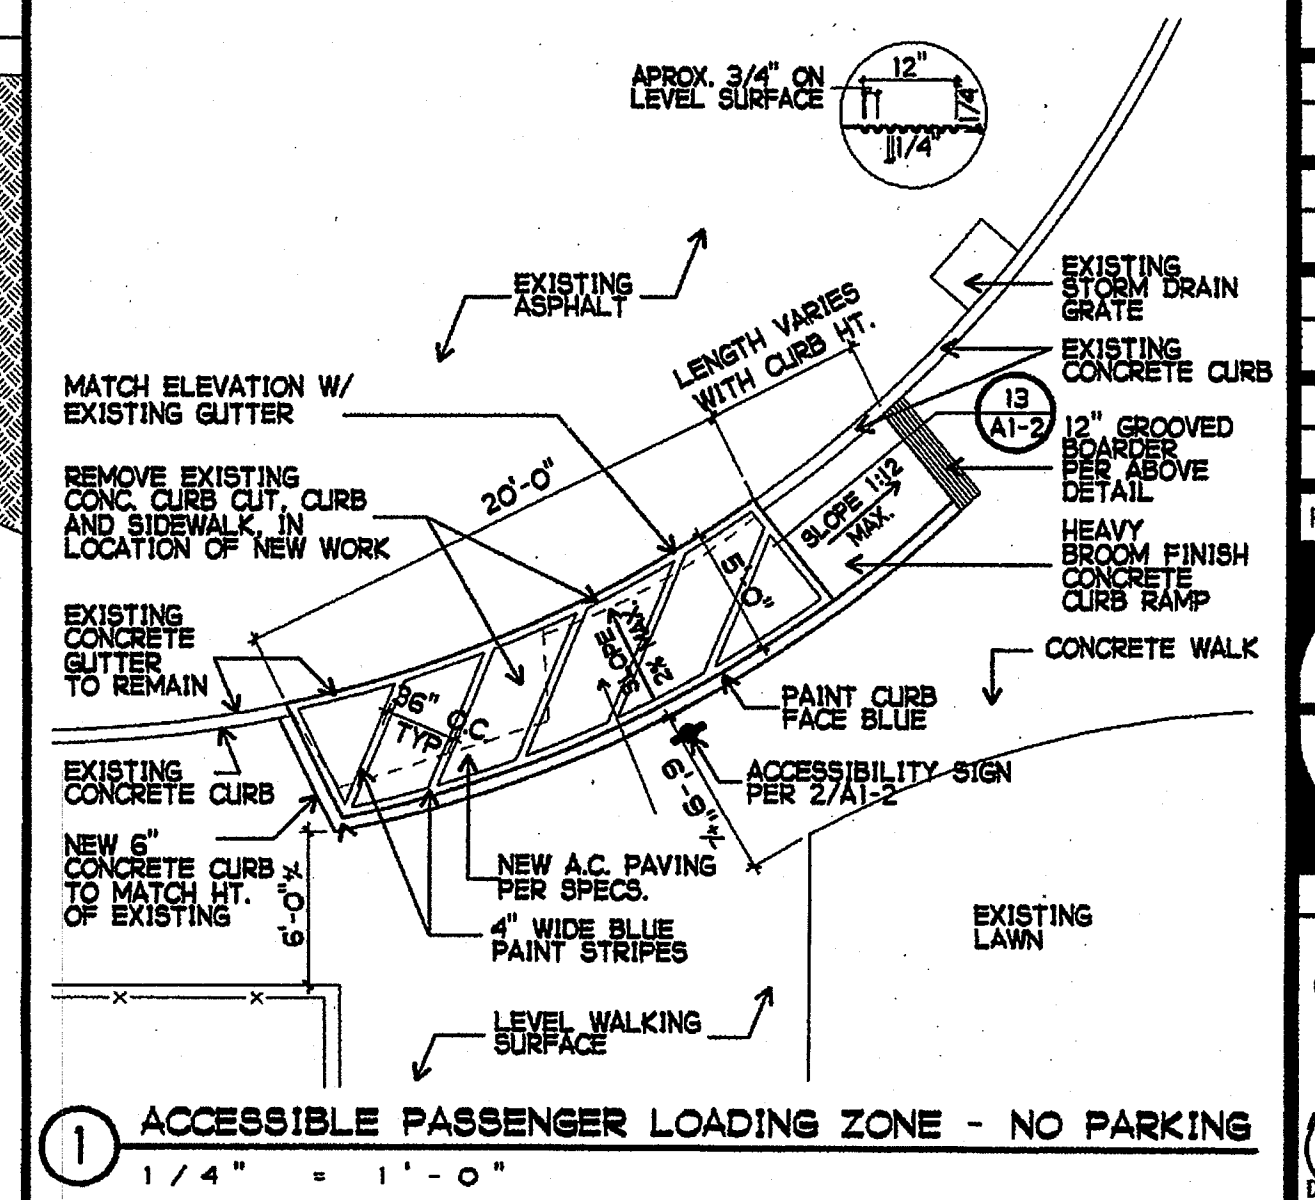 APROX. 3/4" ON
LEVEL SURFACE
12"
1/4"
1/4"
EXISTING
ASPHALT
LENGTH VARIES
WITH CURB HT.
EXISTING
STORM DRAIN
GRATE
EXISTING
CONCRETE CURB
13
A1-2
12" GROOVED
BOARDER
PER ABOVE
DETAIL
HEAVY
BROOM FINISH
CONCRETE
CURB RAMP
CONCRETE WALK
MATCH ELEVATION W/
EXISTING GUTTER
REMOVE EXISTING
CONC. CURB CUT, CURB
AND SIDEWALK, IN
LOCATION OF NEW WORK
20'-0"
SLOPE 1:12
MAX.
5'-0"
SLOPE
2% MAX.
EXISTING
CONCRETE
GUTTER
TO REMAIN
36" O.C.
TYP
PAINT CURB
FACE BLUE
EXISTING
CONCRETE CURB
ACCESSIBILITY SIGN
PER 2/A1-2
6'-9"
NEW 6"
CONCRETE CURB
TO MATCH HT.
OF EXISTING
6'-0"
NEW A.C. PAVING
PER SPECS.
4" WIDE BLUE
PAINT STRIPES
EXISTING
LAWN
LEVEL WALKING
SURFACE
1 ACCESSIBLE PASSENGER LOADING ZONE - NO PARKING
1/4" = 1'-0"